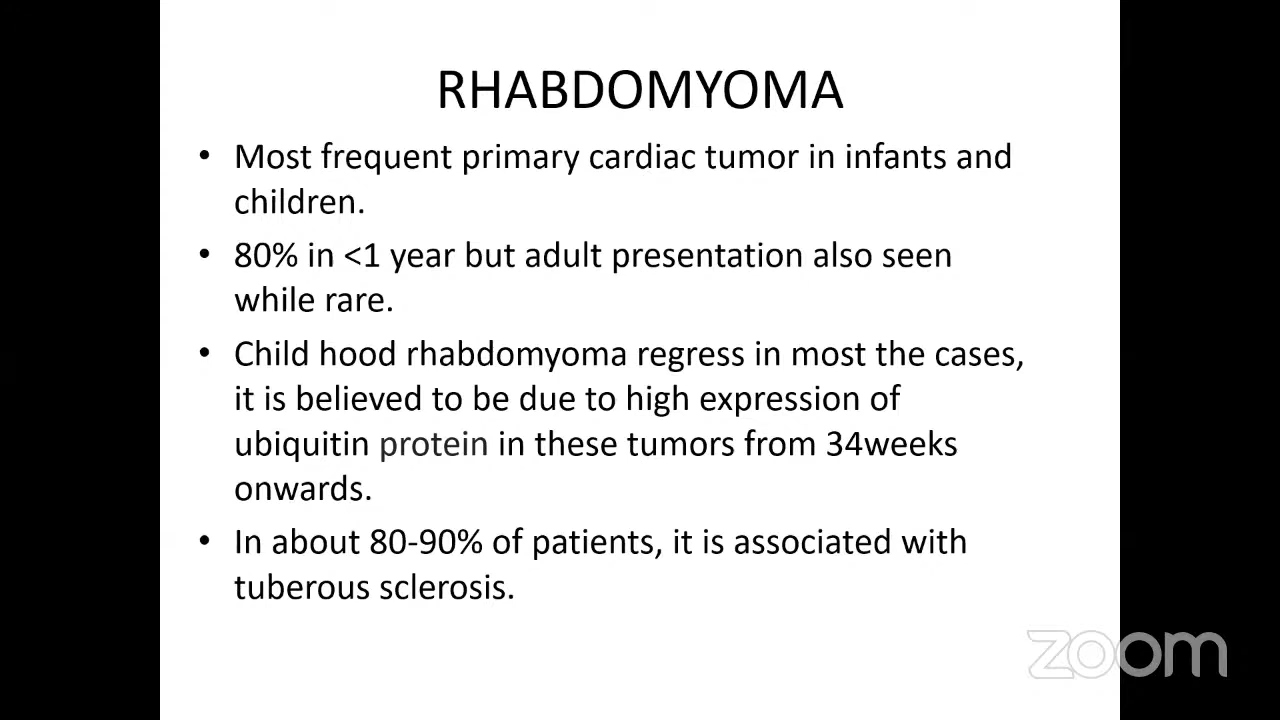 RHABDOMYOMA
• Most frequent primary cardiac tumor in infants and
children.
• 80% in <1 year but adult presentation also seen
while rare.
• Child hood rhabdomyoma regress in most the cases,
it is believed to be due to high expression of
ubiquitin protein in these tumors from 34weeks
onwards.
• In about 80-90% of patients, it is associated with
tuberous sclerosis.
zoom